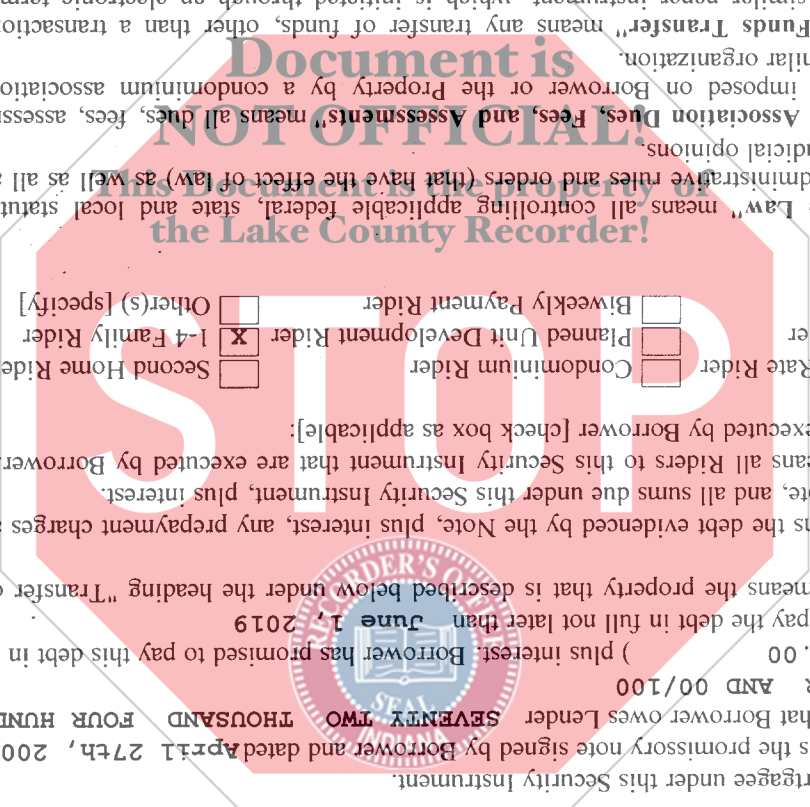 Document is
NOT OFFICIAL!
This Document is the property of
the Lake County Recorder!
STOP
RECORDER'S OFFICE
SEAL
INDIANA
rtgagee under this Security Instrument.
s the promissory note signed by Borrower and dated April 27th, 200
hat Borrower owes Lender SEVENTY TWO THOUSAND FOUR HUND
AND 00/100
.00 ) plus interest. Borrower has promised to pay this debt in
pay the debt in full not later than June 1, 2019 .
means the property that is described below under the heading "Transfer o
ns the debt evidenced by the Note, plus interest, any prepayment charges a
ote, and all sums due under this Security Instrument, plus interest.
eans all Riders to this Security Instrument that are executed by Borrower.
executed by Borrower [check box as applicable]:
Rate Rider Condominium Rider Second Home Ride
er Planned Unit Development Rider X 1-4 Family Rider
Biweekly Payment Rider Other(s) [specify]
Law" means all controlling applicable federal, state and local statut
dministrative rules and orders (that have the effect of law) as well as all a
udicial opinions.
Association Dues, Fees, and Assessments" means all dues, fees, assess
imposed on Borrower or the Property by a condominium associatio
milar organization.
Funds Transfer" means any transfer of funds, other than a transaction
similar paper instrument, which is initiated through an electronic term